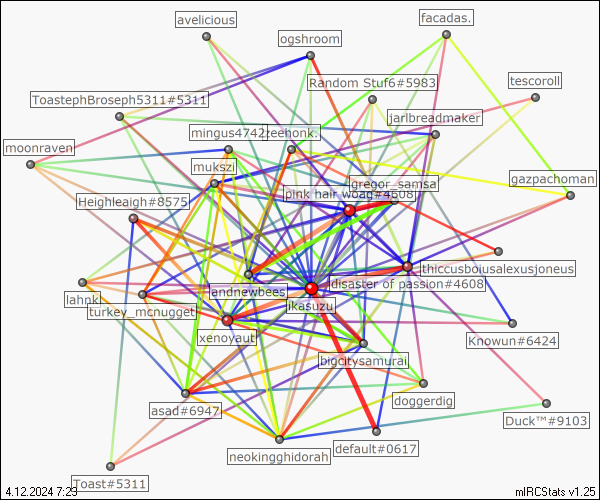 avelicious
facadas.
ogshroom
Random Stuf6#5983
tescoroll
ToastephBroseph5311#5311
jarlbreadmaker
mingus4742
zeehonk.
moonraven
mukszi
gregor_samsa
gazpachoman
pink hair woag#4608
Heighleaigh#8575
thiccusboiusalexusjoneus
disaster of passion#4608
andnewbees
lahnkl
ikasuzu
turkey_mcnugget
xenoyaut
Knowun#6424
bigcitysamurai
asad#6947
doggerdig
Duck™#9103
default#0617
neokingghidorah
Toast#5311
4.12.2024 7:23
mIRCStats v1.25